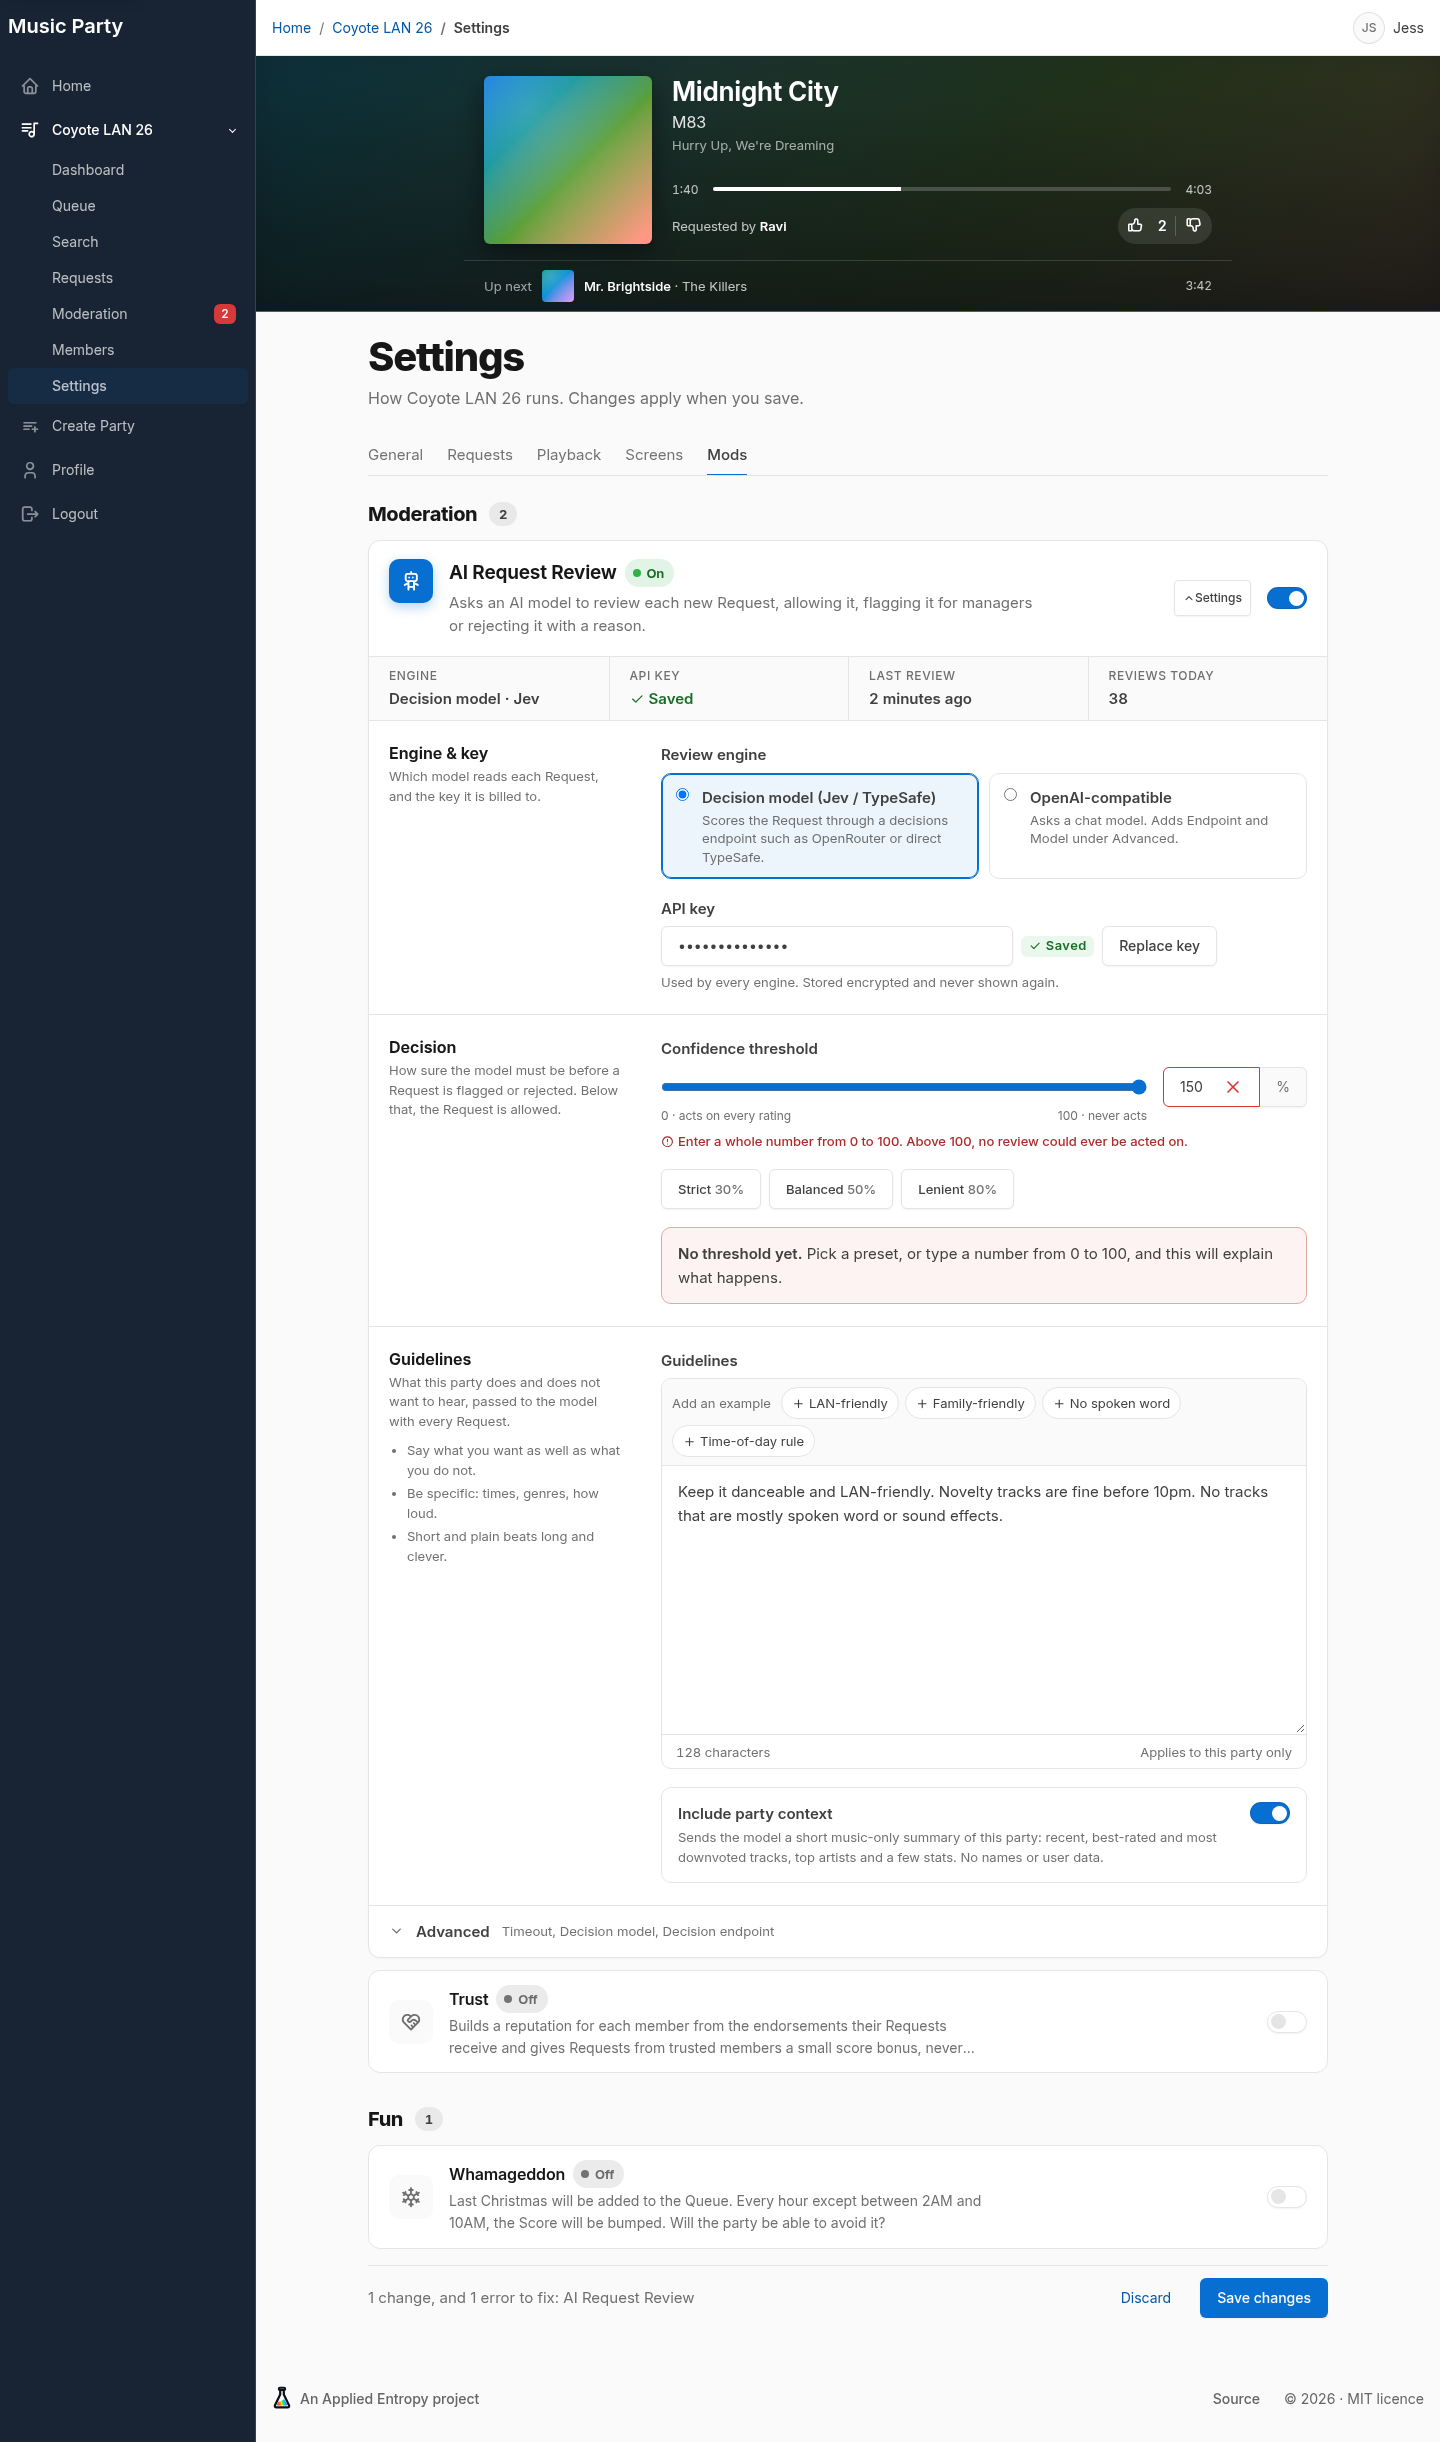 Music Party
Home
Coyote LAN 26
Dashboard
Queue
Search
Requests
Moderation 2
Members
Settings
Create Party
Profile
Logout
Home / Coyote LAN 26 / Settings
JS Jess
Midnight City
M83
Hurry Up, We're Dreaming
1:40 4:03
Requested by Ravi
2
Up next Mr. Brightside · The Killers 3:42
Settings
How Coyote LAN 26 runs. Changes apply when you save.
General Requests Playback Screens Mods
Moderation 2
AI Request Review On
Asks an AI model to review each new Request, allowing it, flagging it for managers
or rejecting it with a reason.
Settings
ENGINE
Decision model · Jev
API KEY
Saved
LAST REVIEW
2 minutes ago
REVIEWS TODAY
38
Engine & key
Which model reads each Request,
and the key it is billed to.
Review engine
Decision model (Jev / TypeSafe)
Scores the Request through a decisions
endpoint such as OpenRouter or direct
TypeSafe.
OpenAI-compatible
Asks a chat model. Adds Endpoint and
Model under Advanced.
API key
••••••••••••••
Saved
Replace key
Used by every engine. Stored encrypted and never shown again.
Decision
How sure the model must be before a
Request is flagged or rejected. Below
that, the Request is allowed.
Confidence threshold
150 %
0 · acts on every rating 100 · never acts
Enter a whole number from 0 to 100. Above 100, no review could ever be acted on.
Strict 30% Balanced 50% Lenient 80%
No threshold yet. Pick a preset, or type a number from 0 to 100, and this will explain
what happens.
Guidelines
What this party does and does not
want to hear, passed to the model
with every Request.
• Say what you want as well as what
you do not.
• Be specific: times, genres, how
loud.
• Short and plain beats long and
clever.
Guidelines
Add an example + LAN-friendly + Family-friendly + No spoken word
+ Time-of-day rule
Keep it danceable and LAN-friendly. Novelty tracks are fine before 10pm. No tracks
that are mostly spoken word or sound effects.
128 characters Applies to this party only
Include party context
Sends the model a short music-only summary of this party: recent, best-rated and most
downvoted tracks, top artists and a few stats. No names or user data.
Advanced Timeout, Decision model, Decision endpoint
Trust Off
Builds a reputation for each member from the endorsements their Requests
receive and gives Requests from trusted members a small score bonus, never…
Fun 1
Whamageddon Off
Last Christmas will be added to the Queue. Every hour except between 2AM and
10AM, the Score will be bumped. Will the party be able to avoid it?
1 change, and 1 error to fix: AI Request Review
Discard Save changes
An Applied Entropy project
Source © 2026 · MIT licence